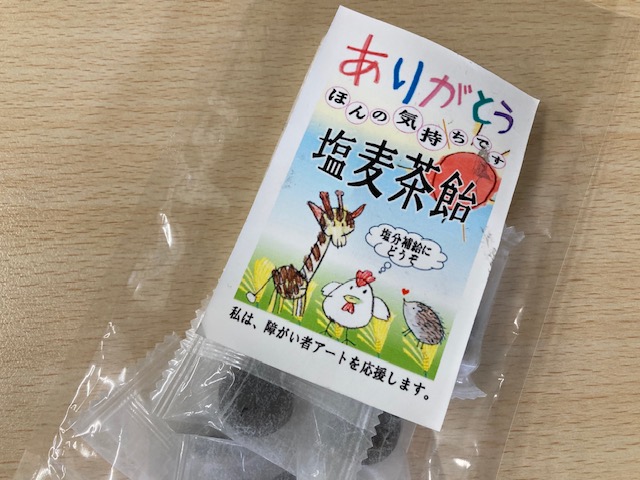 ありがとう
ほんの気持ちです
塩麦茶飴
塩分補給に
どうぞ
私は、障がい者アートを応援します。